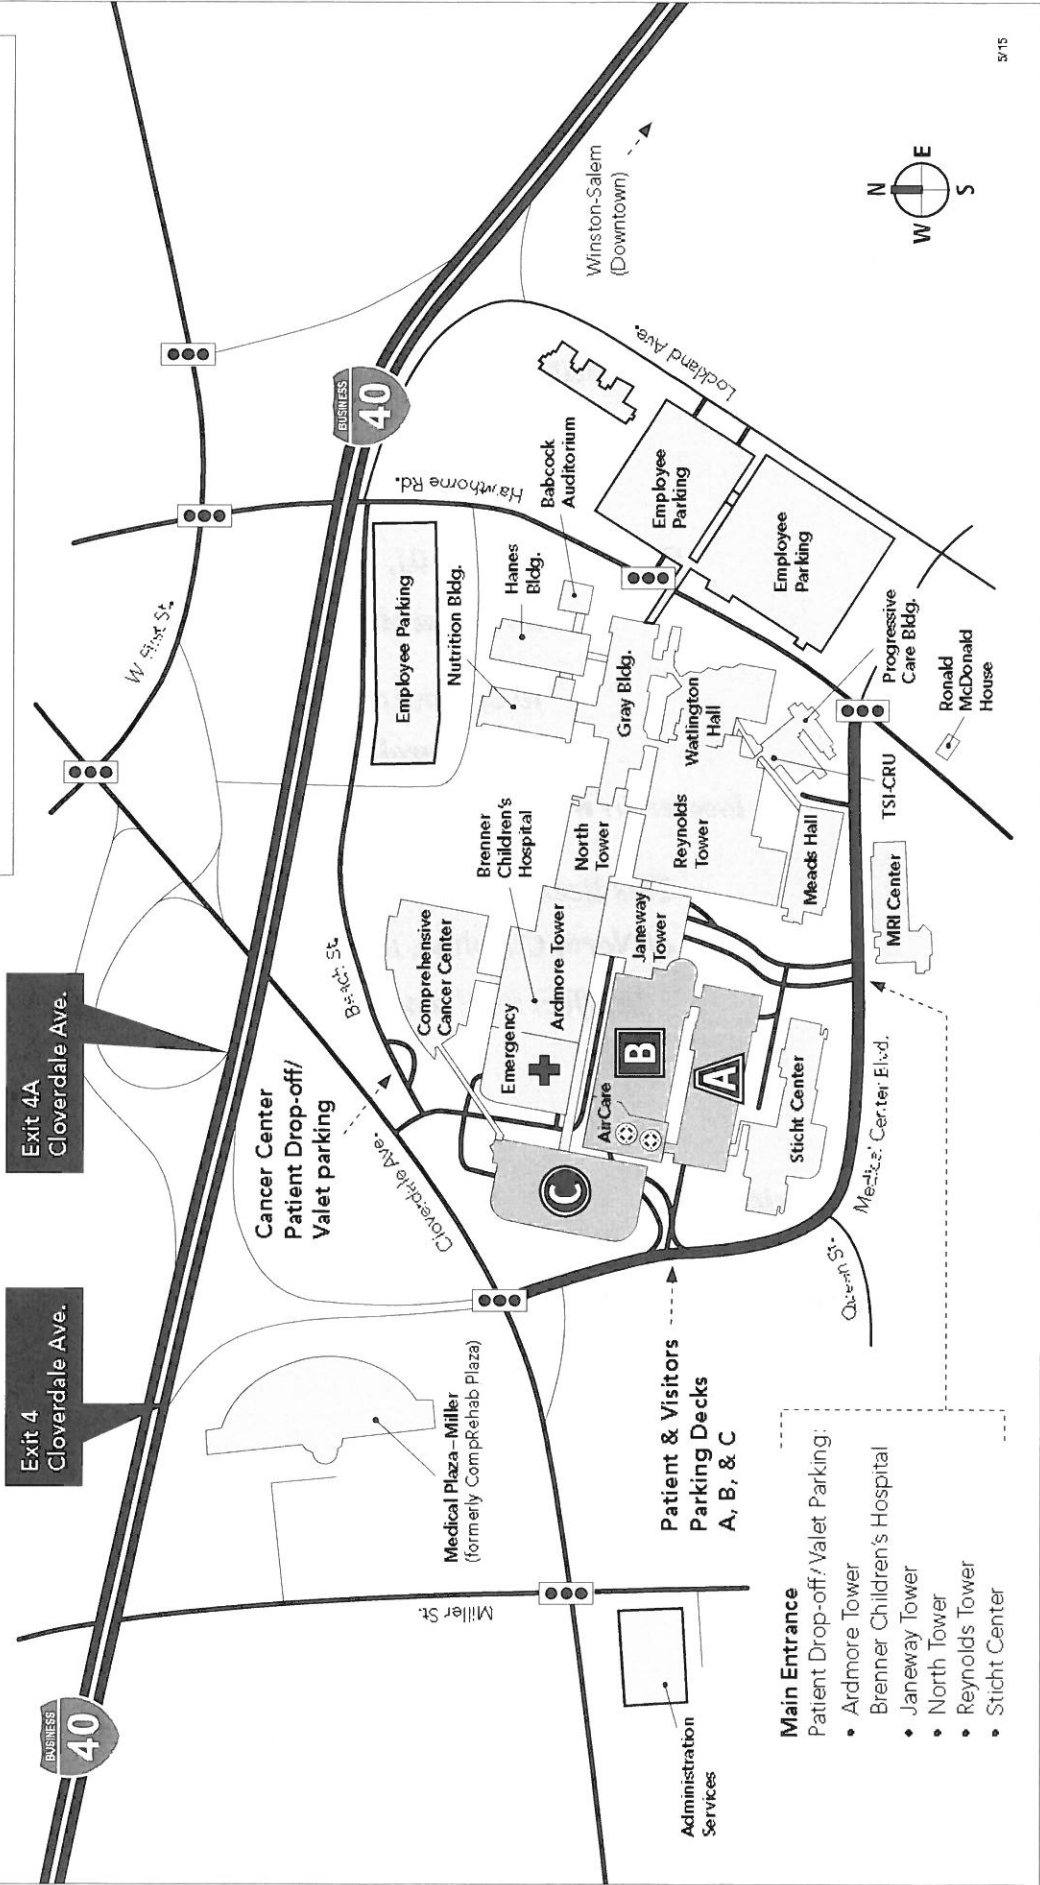 Exit 4
Cloverdale Ave.
Exit 4A
Cloverdale Ave.
BUSINESS
40
BUSINESS
40
W First St.
Hawthorne Rd.
Beach St.
Cloverdale Ave.
Miller St.
Lockland Ave.
Queen St.
Medical Center Blvd.
Winston-Salem
(Downtown)
Cancer Center
Patient Drop-off/
Valet parking
Medical Plaza–Miller
(formerly CompRehab Plaza)
Administration
Services
Patient & Visitors
Parking Decks
A, B, & C
Employee Parking
Nutrition Bldg.
Hanes
Bldg.
Babcock
Auditorium
Employee
Parking
Employee
Parking
Comprehensive
Cancer Center
Brenner
Children's
Hospital
Emergency
Ardmore Tower
North
Tower
Gray Bldg.
Watlington
Hall
Reynolds
Tower
Janeway
Tower
AirCare
A
B
C
Sticht Center
Meads Hall
MRI Center
TSI-CRU
Progressive
Care Bldg.
Ronald
McDonald
House
Main Entrance
Patient Drop-off/Valet Parking:
• Ardmore Tower
Brenner Children's Hospital
• Janeway Tower
• North Tower
• Reynolds Tower
• Sticht Center
N
W
E
S
5/15